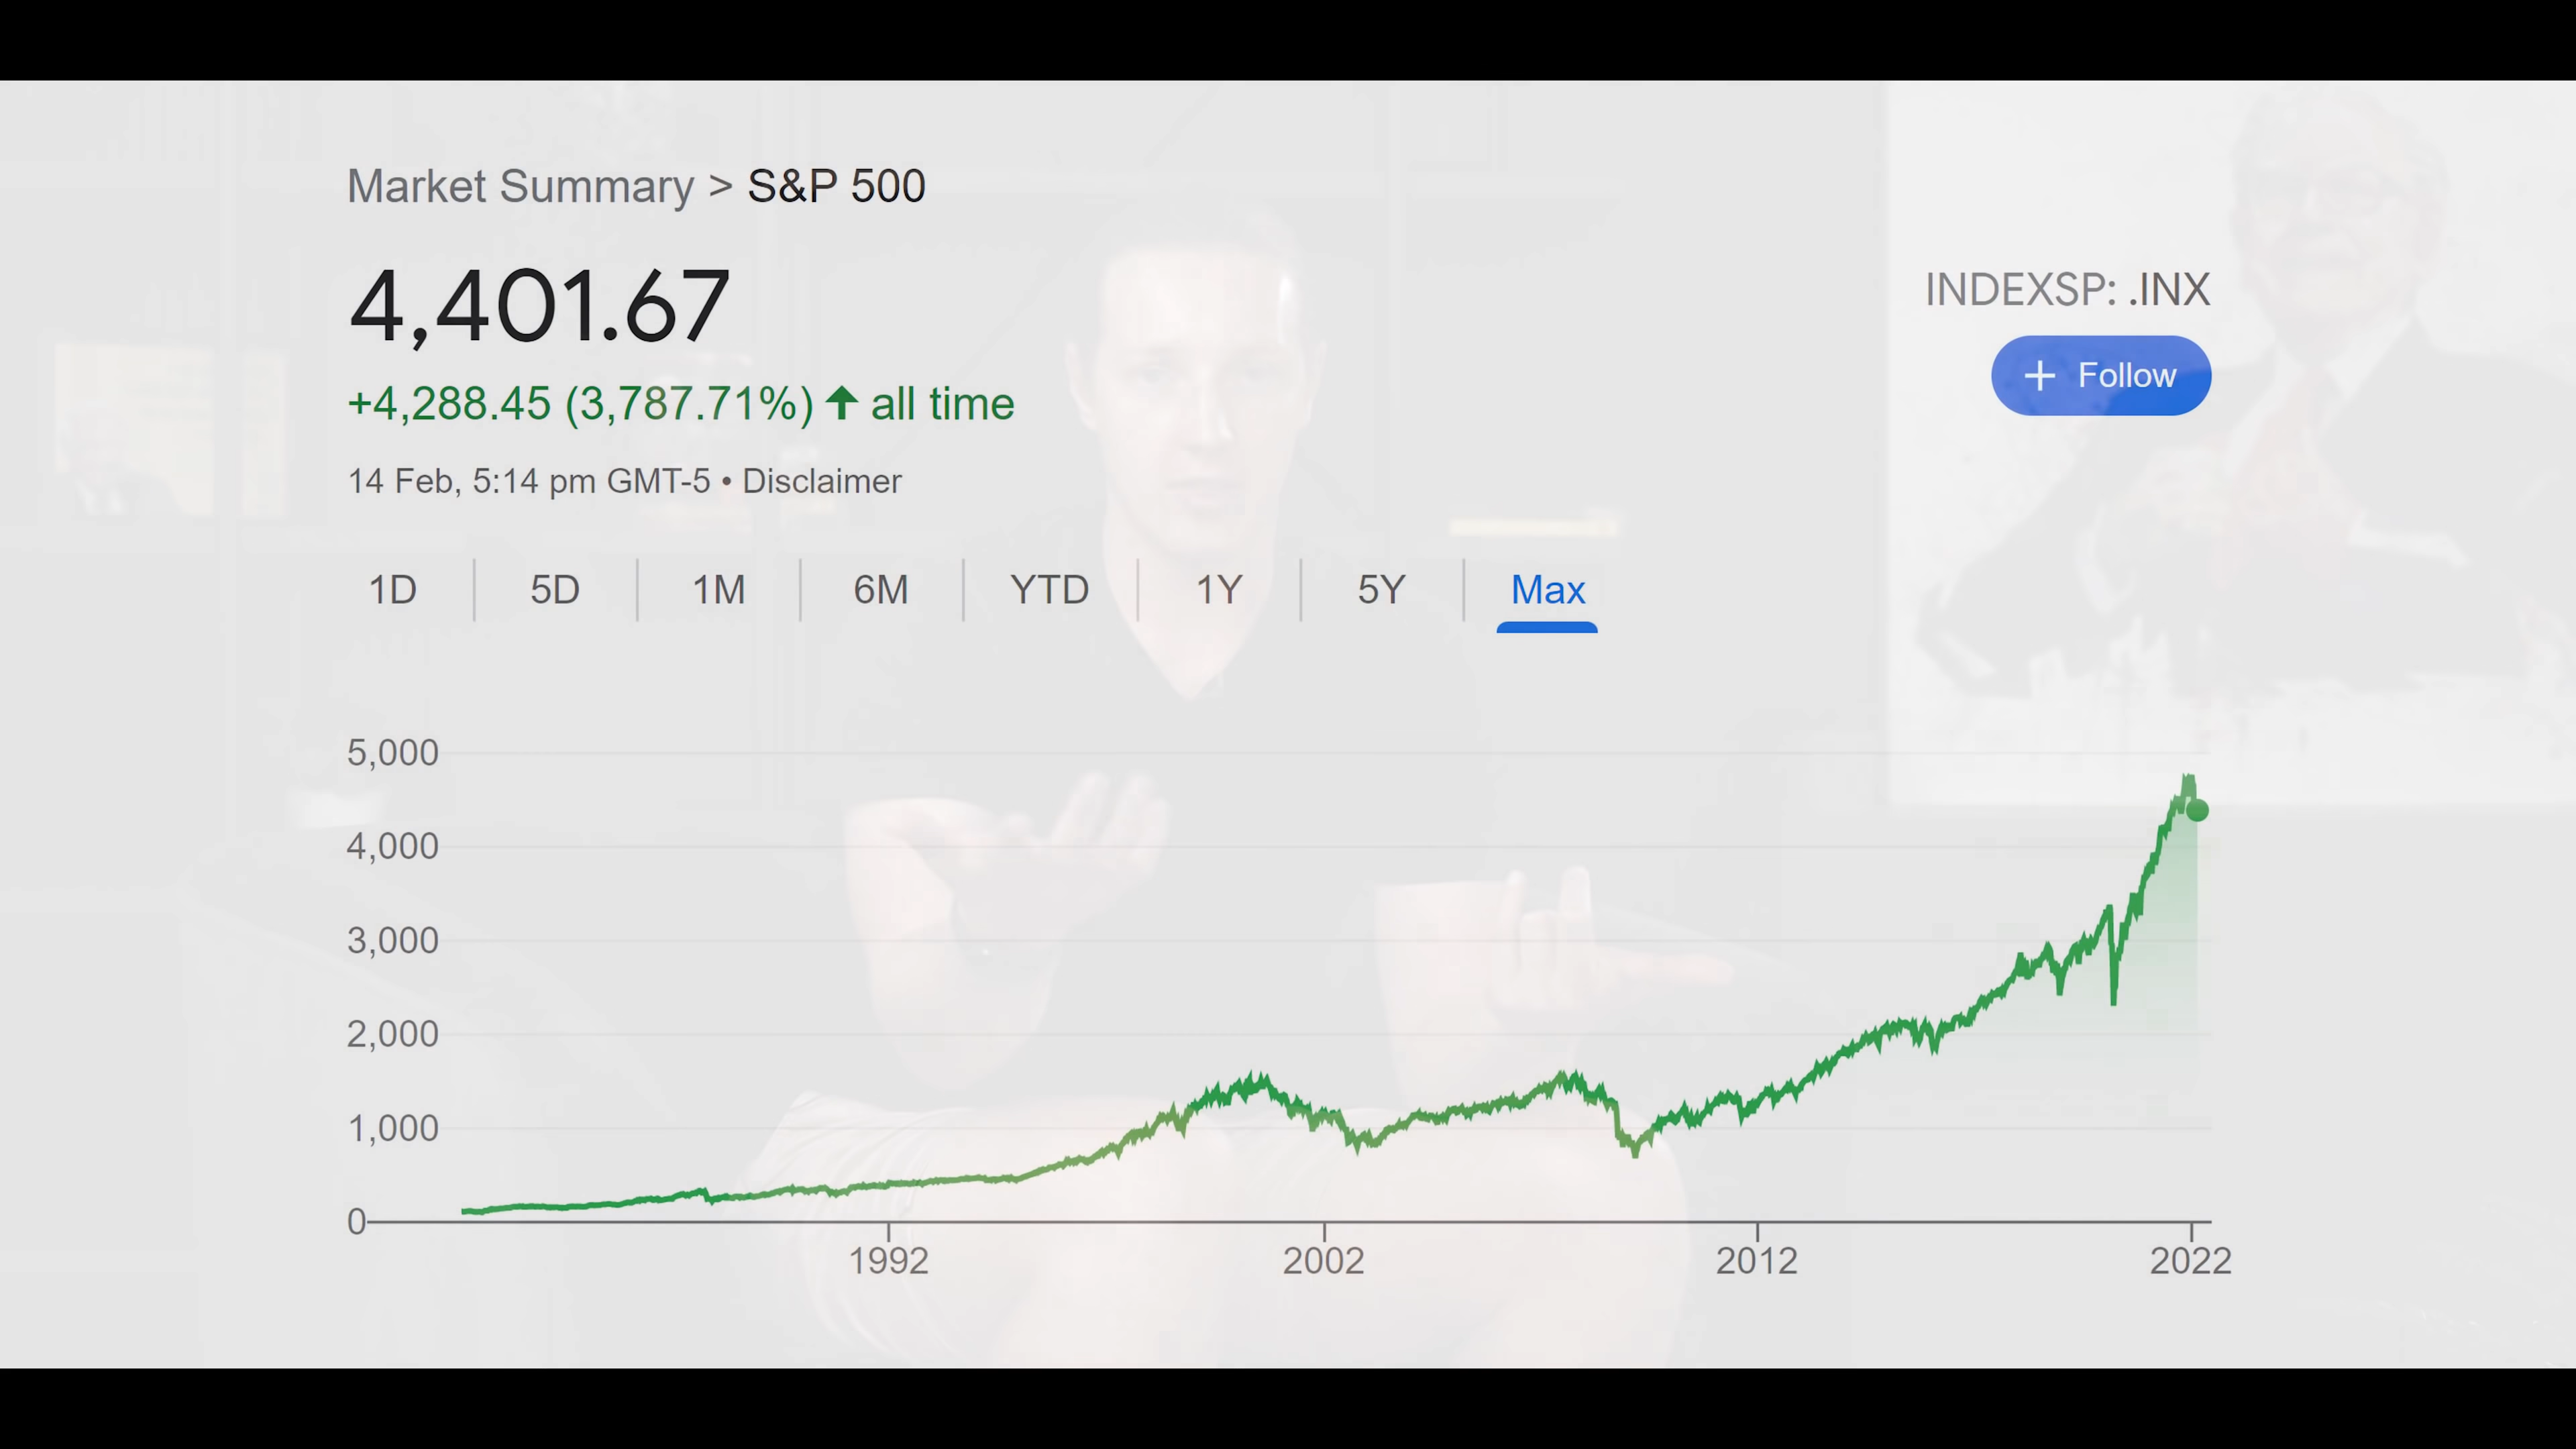 Market Summary > S&P 500
4,401.67
+4,288.45 (3,787.71%) ↑ all time
14 Feb, 5:14 pm GMT-5 • Disclaimer
INDEXSP: .INX
+ Follow
1D 5D 1M 6M YTD 1Y 5Y Max
5,000
4,000
3,000
2,000
1,000
0
1992 2002 2012 2022